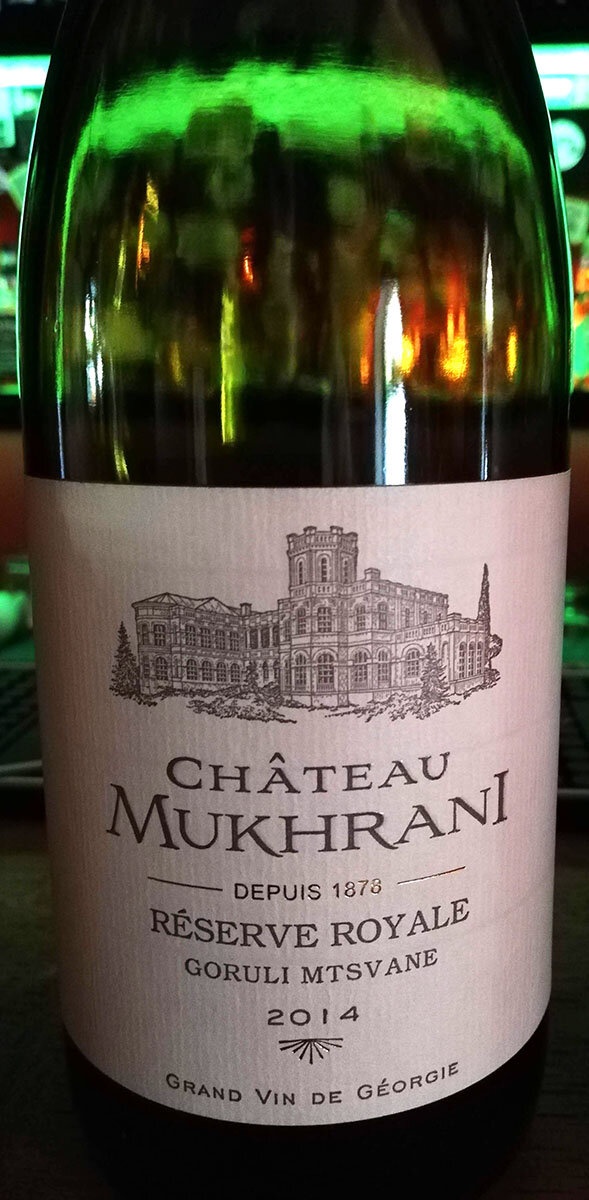 CHÂTEAU
MUKHRANI
DEPUIS 1878
RÉSERVE ROYALE
GORULI MTSVANE
2014
GRAND VIN DE GÉORGIE